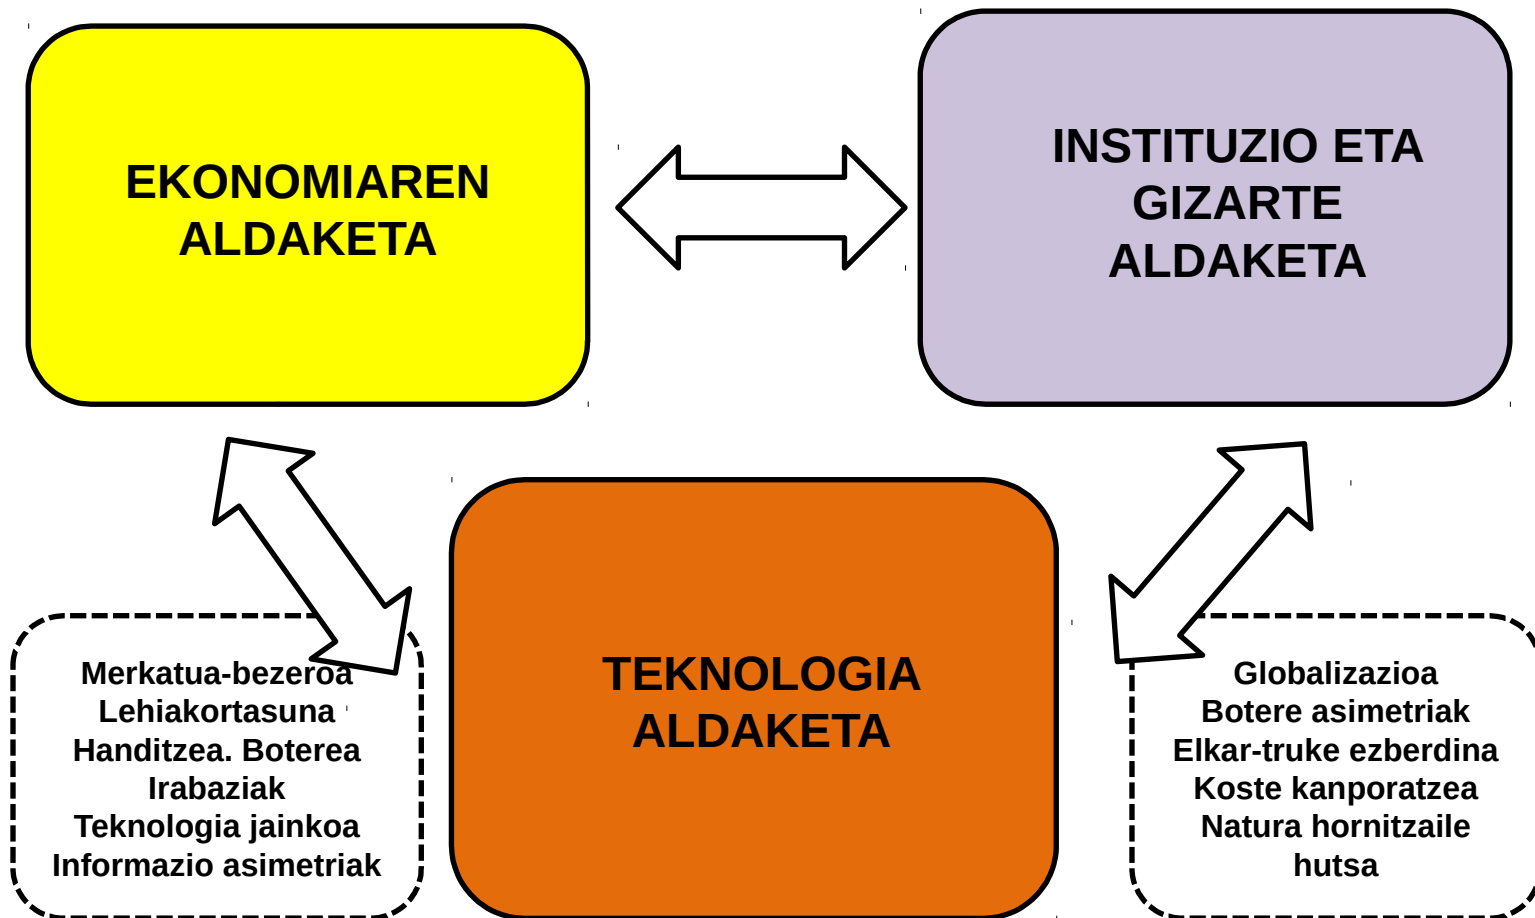 EKONOMIAREN
ALDAKETA
INSTITUZIO ETA
GIZARTE
ALDAKETA
TEKNOLOGIA
ALDAKETA
Merkatua-bezeroa
Lehiakortasuna
Handitzea. Boterea
Irabaziak
Teknologia jainkoa
Informazio asimetriak
Globalizazioa
Botere asimetriak
Elkar-truke ezberdina
Koste kanporatzea
Natura hornitzaile
hutsa